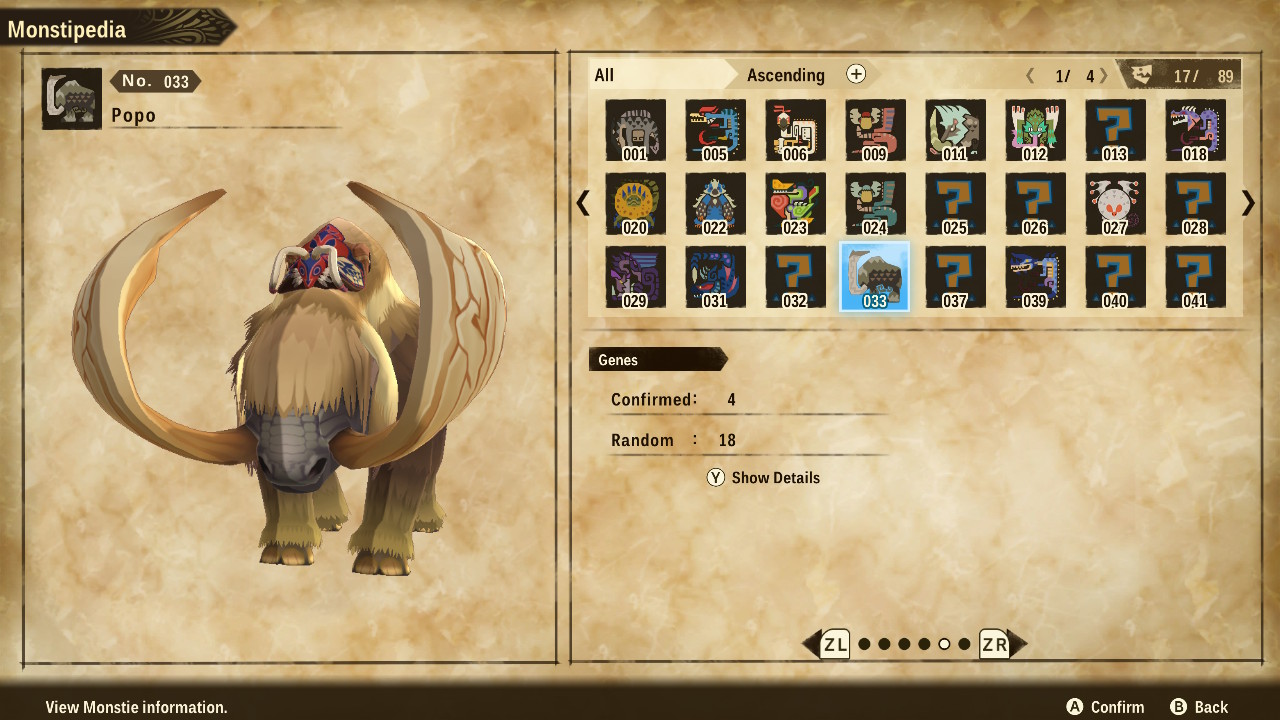 Monstipedia
No. 033
Popo
All
Ascending
1/ 4
17/ 89
001 005 006 009 011 012 013 018
020 022 023 024 025 026 027 028
029 031 032 033 037 039 040 041
Genes
Confirmed: 4
Random : 18
Y Show Details
ZL ZR
View Monstie information.
A Confirm B Back